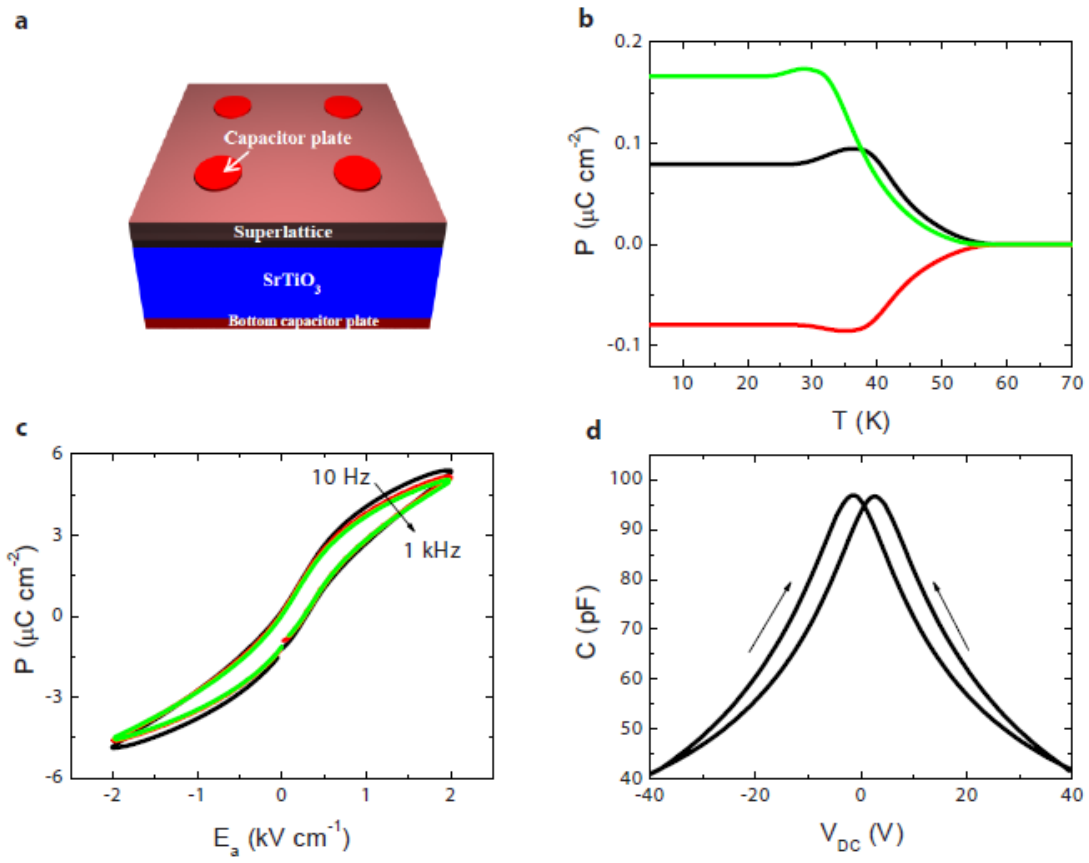 a
Capacitor plate
Superlattice
SrTiO₃
Bottom capacitor plate
b
0.2
0.1
0.0
-0.1
P (μC cm⁻²)
10 20 30 40 50 60 70
T (K)
c
6
3
0
-3
-6
P (μC cm⁻²)
10 Hz
1 kHz
-2 -1 0 1 2
Eₐ (kV cm⁻¹)
d
100
90
80
70
60
50
40
C (pF)
-40 -20 0 20 40
V_DC (V)